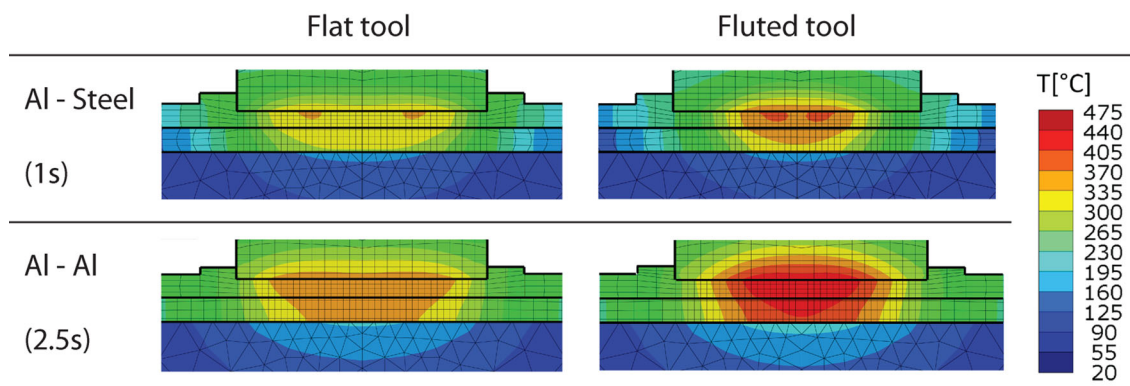 Flat tool
Fluted tool
Al - Steel
(1s)
Al - Al
(2.5s)
T[°C]
475
440
405
370
335
300
265
230
195
160
125
90
55
20